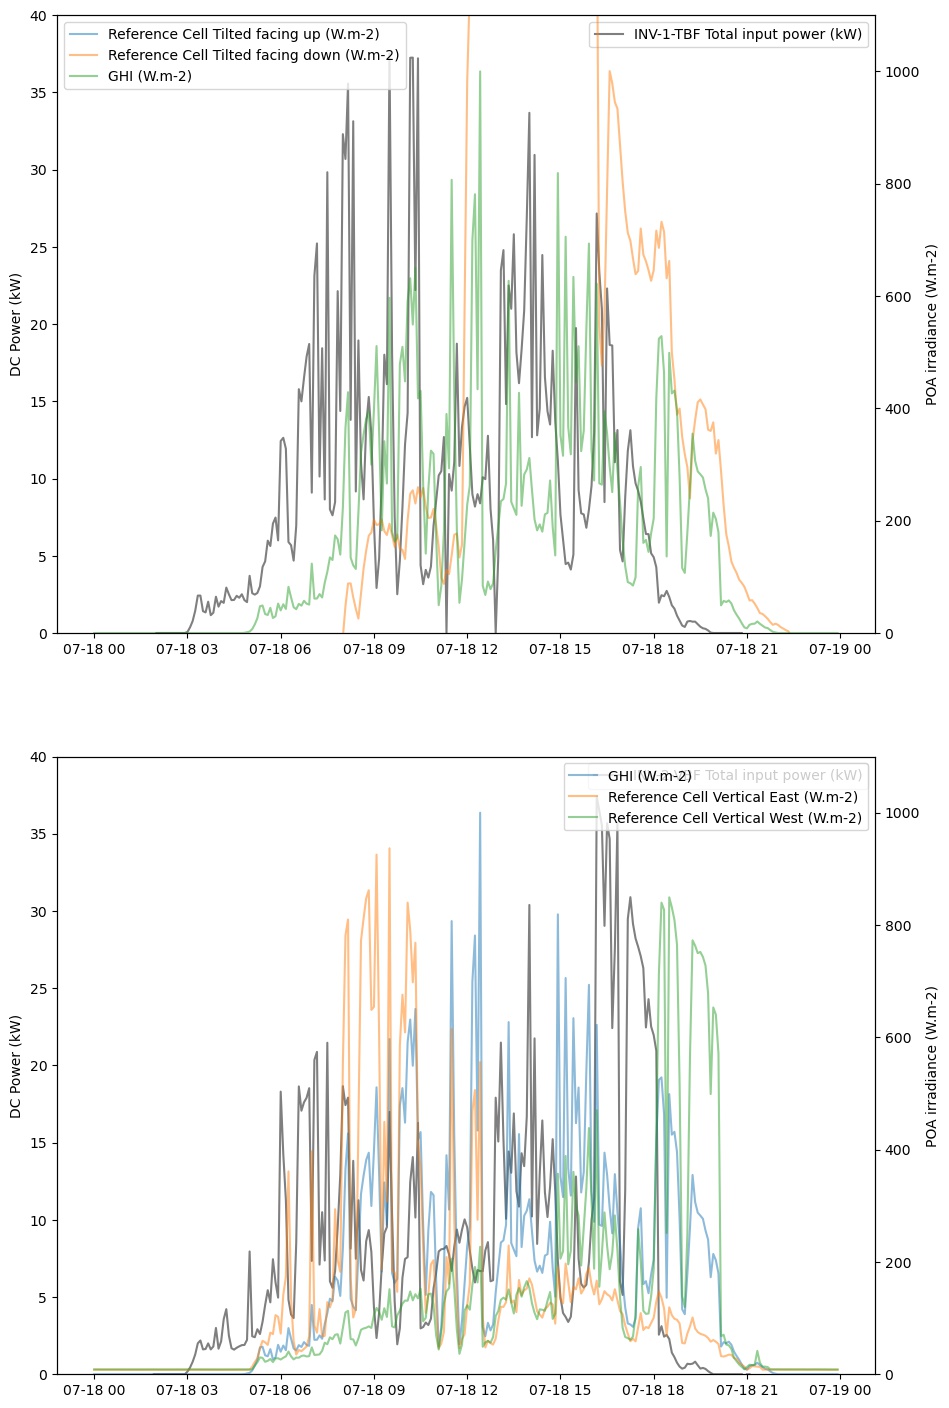 Reference Cell Tilted facing up (W.m-2)
Reference Cell Tilted facing down (W.m-2)
GHI (W.m-2)
INV-1-TBF Total input power (kW)
40
35
30
25
20
15
10
5
0
DC Power (kW)
1000
800
600
400
200
0
POA irradiance (W.m-2)
07-18 00 07-18 03 07-18 06 07-18 09 07-18 12 07-18 15 07-18 18 07-18 21 07-19 00
GHI (W.m-2)
Total input power (kW)
Reference Cell Vertical East (W.m-2)
Reference Cell Vertical West (W.m-2)
40
35
30
25
20
15
10
5
0
DC Power (kW)
1000
800
600
400
200
0
POA irradiance (W.m-2)
07-18 00 07-18 03 07-18 06 07-18 09 07-18 12 07-18 15 07-18 18 07-18 21 07-19 00